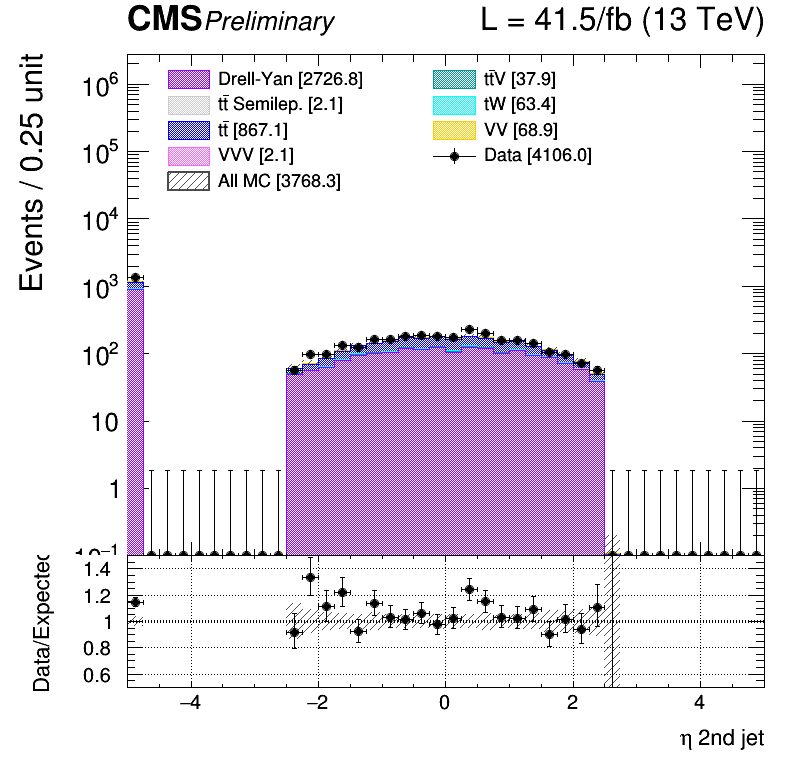 CMS Preliminary L = 41.5/fb (13 TeV)
Events / 0.25 unit
Drell-Yan [2726.8]
tt̄ Semilep. [2.1]
tt̄ [867.1]
VVV [2.1]
All MC [3768.3]
tt̄V [37.9]
tW [63.4]
VV [68.9]
Data [4106.0]
10⁶
10⁵
10⁴
10³
10²
10
1
10⁻¹
Data/Expected
1.4
1.2
1
0.8
0.6
−4 −2 0 2 4
η 2nd jet